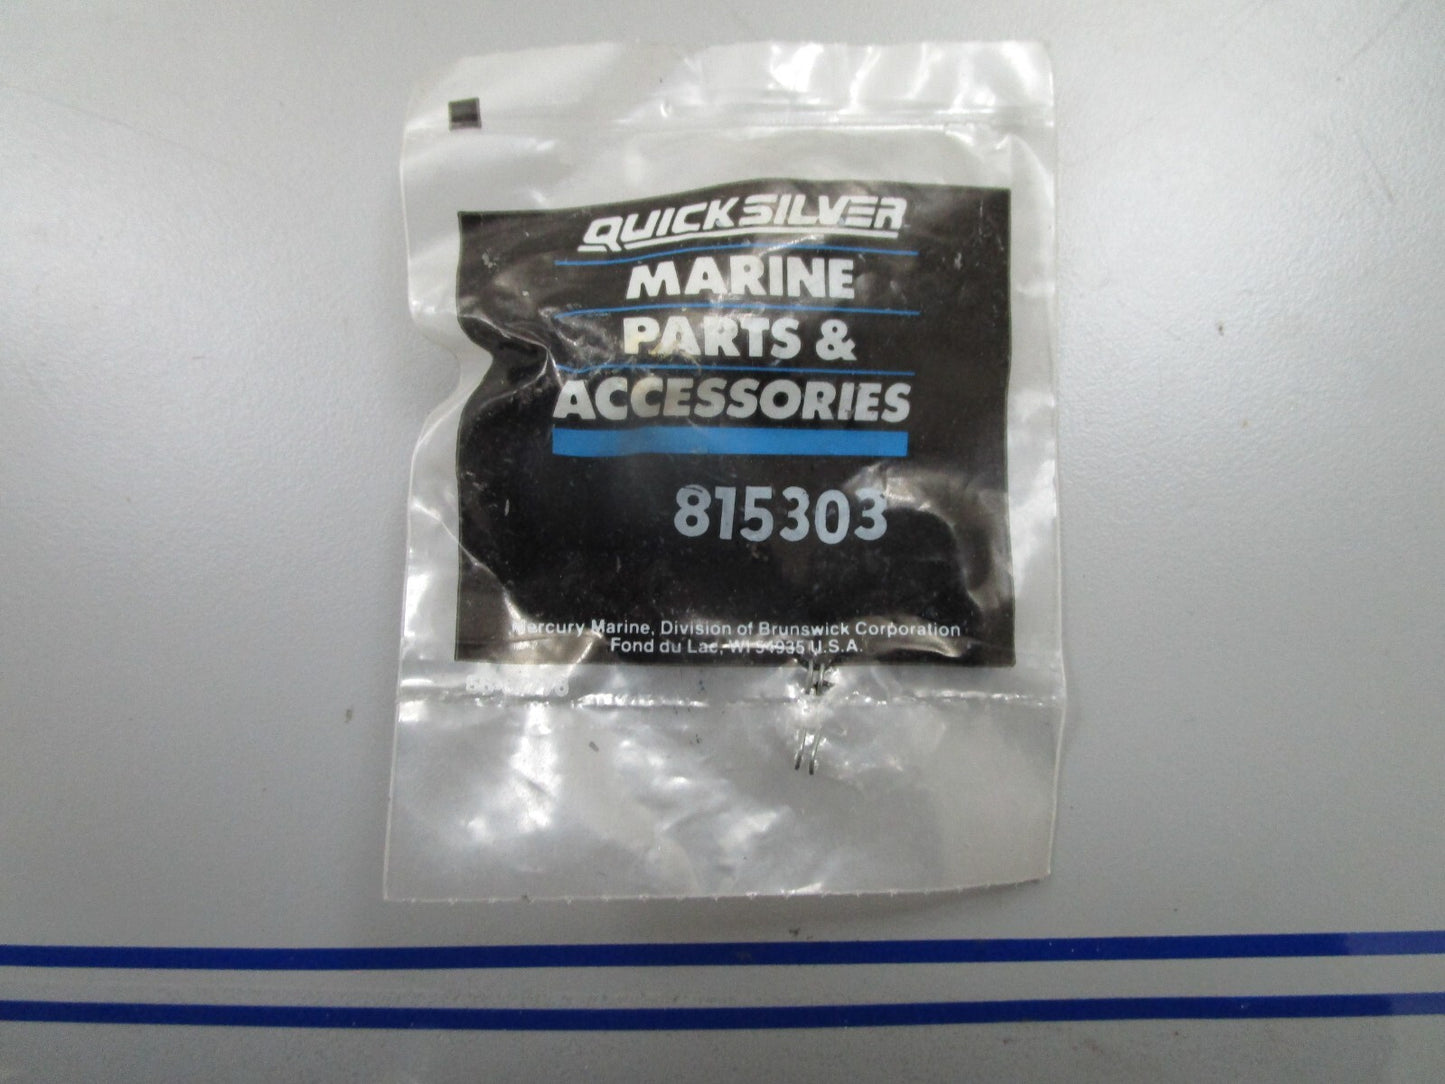 QUICKSILVER
MARINE
PARTS &
ACCESSORIES
815303
Mercury Marine, Division of Brunswick Corporation
Fond du Lac, WI 54935 U.S.A.